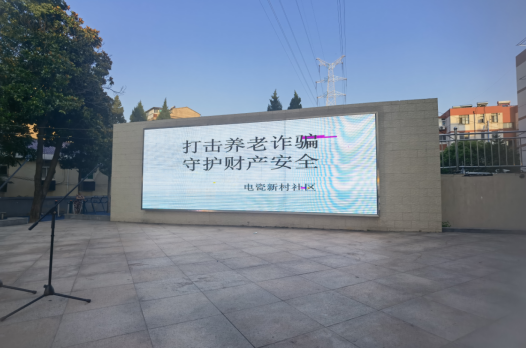 打击养老诈骗
守护财产安全
电瓷新村社区